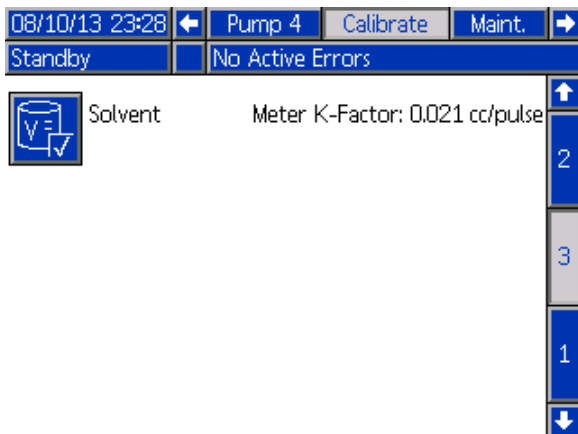 08/10/13 23:28 Pump 4 Calibrate Maint.
Standby No Active Errors
Solvent Meter K-Factor: 0.021 cc/pulse
V=
2
3
1